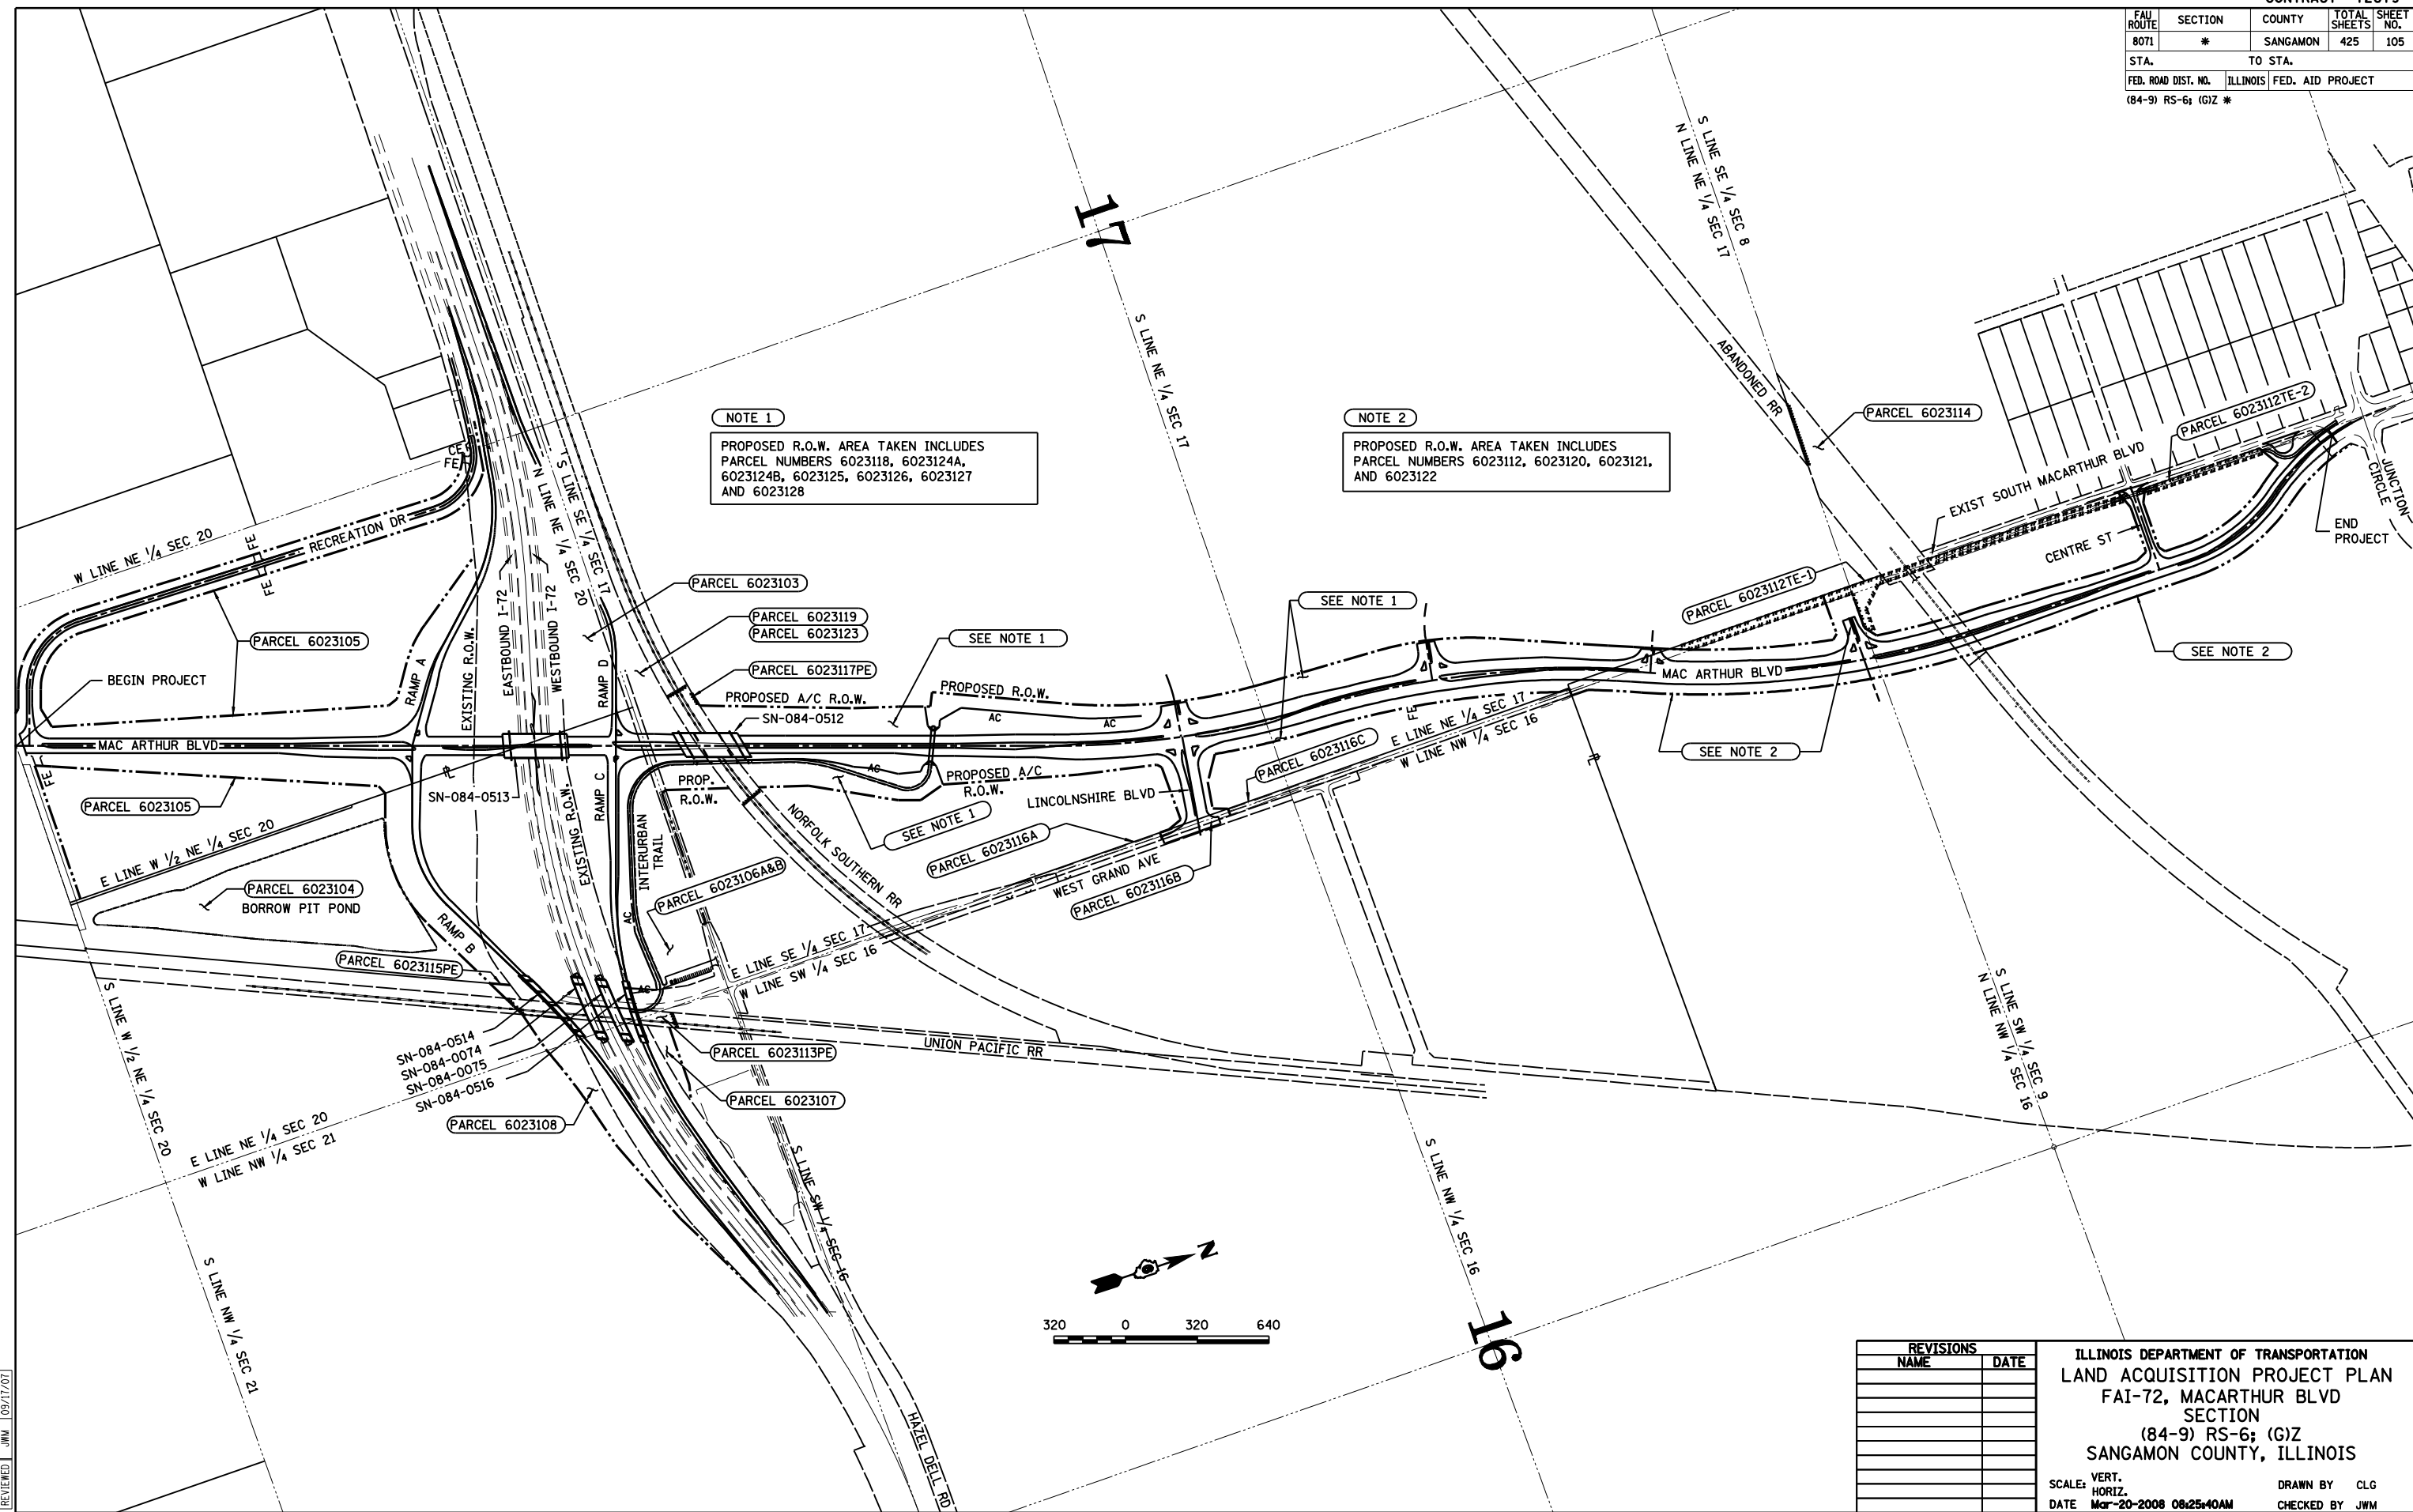 FAU ROUTE SECTION COUNTY TOTAL SHEETS SHEET NO.
8071 * SANGAMON 425 105
STA. TO STA.
FED. ROAD DIST. NO. ILLINOIS FED. AID PROJECT
(84-9) RS-6; (G)Z *
S LINE SE 1/4 SEC 8
N LINE NE 1/4 SEC 17
17
S LINE NE 1/4 SEC 17
ABANDONED RR
PARCEL 6023114
PARCEL 6023112TE-2
EXIST SOUTH MACARTHUR BLVD
JUNCTION CIRCLE
END PROJECT
CENTRE ST
NOTE 1
PROPOSED R.O.W. AREA TAKEN INCLUDES
PARCEL NUMBERS 6023118, 6023124A,
6023124B, 6023125, 6023126, 6023127
AND 6023128
NOTE 2
PROPOSED R.O.W. AREA TAKEN INCLUDES
PARCEL NUMBERS 6023112, 6023120, 6023121,
AND 6023122
CE
FE
W LINE NE 1/4 SEC 20
FE
FE
RECREATION DR
N LINE NE 1/4 SEC 20
S LINE SE 1/4 SEC 17
PARCEL 6023105
BEGIN PROJECT
RAMP A
EXISTING R.O.W.
EASTBOUND I-72
WESTBOUND I-72
RAMP D
PARCEL 6023103
PARCEL 6023119
PARCEL 6023123
PARCEL 6023117PE
PROPOSED A/C R.O.W.
SN-084-0512
SEE NOTE 1
PROPOSED R.O.W.
AC
AC
SEE NOTE 1
PARCEL 6023112TE-1
SEE NOTE 2
MAC ARTHUR BLVD
MAC ARTHUR BLVD
FE
PARCEL 6023105
SN-084-0513
EXISTING R.O.W.
RAMP C
PROP.
R.O.W.
AC
PROPOSED A/C
R.O.W.
SEE NOTE 1
LINCOLNSHIRE BLVD
FE
E LINE NE 1/4 SEC 17
W LINE NW 1/4 SEC 16
PARCEL 6023116C
SEE NOTE 2
E LINE W 1/2 NE 1/4 SEC 20
PARCEL 6023104
BORROW PIT POND
INTERURBAN
TRAIL
AC
PARCEL 6023106A&B
NORFOLK SOUTHERN RR
PARCEL 6023116A
WEST GRAND AVE
PARCEL 6023116B
RAMP B
PARCEL 6023115PE
E LINE SE 1/4 SEC 17
W LINE SW 1/4 SEC 16
AC
S LINE W 1/2 NE 1/4 SEC 20
SN-084-0514
SN-084-0074
SN-084-0075
SN-084-0516
PARCEL 6023113PE
UNION PACIFIC RR
PARCEL 6023107
PARCEL 6023108
S LINE SW 1/4 SEC 9
N LINE NW 1/4 SEC 16
E LINE NE 1/4 SEC 20
W LINE NW 1/4 SEC 21
S LINE SW 1/4 SEC 16
S LINE NW 1/4 SEC 16
S LINE NW 1/4 SEC 21
N
320 0 320 640
16
HAZEL DELL RD
REVISIONS
NAME DATE
ILLINOIS DEPARTMENT OF TRANSPORTATION
LAND ACQUISITION PROJECT PLAN
FAI-72, MACARTHUR BLVD
SECTION
(84-9) RS-6; (G)Z
SANGAMON COUNTY, ILLINOIS
SCALE: VERT.
HORIZ.
DRAWN BY CLG
DATE Mar-20-2008 08:25:40AM
CHECKED BY JWM
REVIEWED JWM 09/17/07